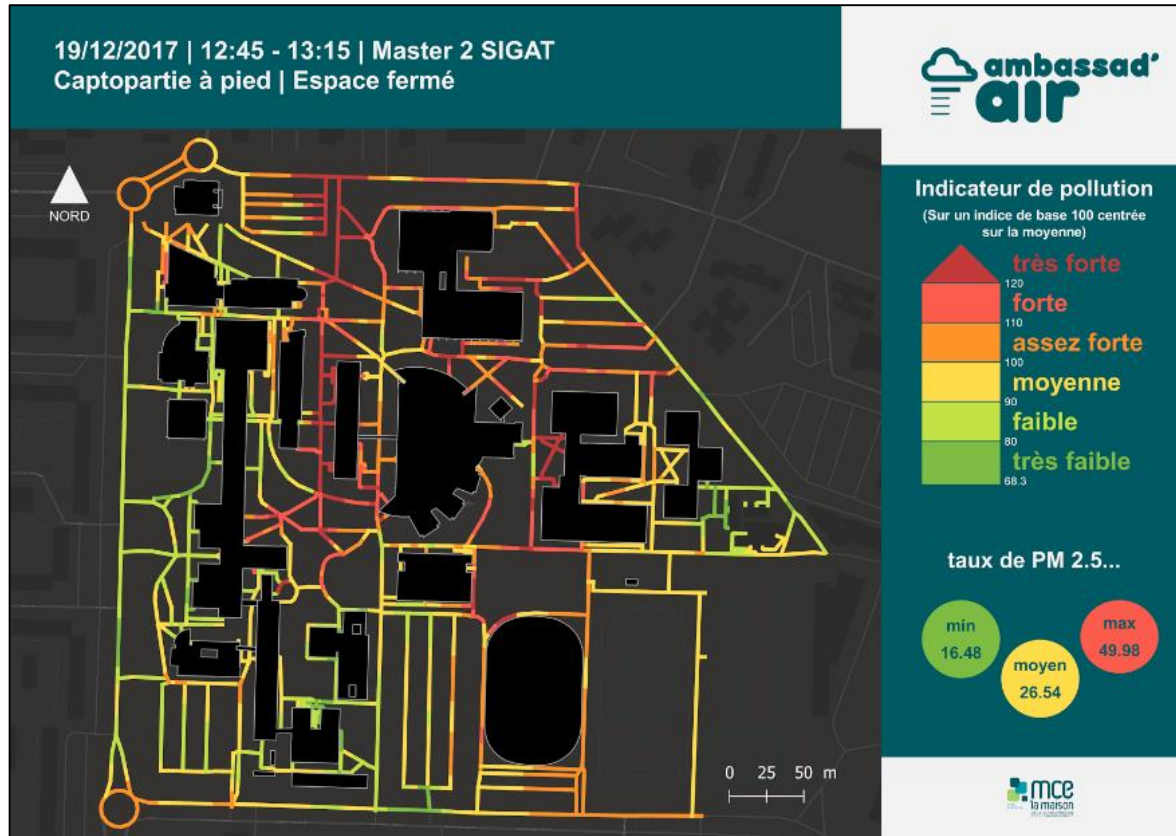 19/12/2017 | 12:45 - 13:15 | Master 2 SIGAT
Captopartie à pied | Espace fermé
ambassad'
air
NORD
Indicateur de pollution
(Sur un indice de base 100 centrée
sur la moyenne)
très forte
120
forte
110
assez forte
100
moyenne
90
faible
80
très faible
68.3
taux de PM 2.5...
min
16.48
moyen
26.54
max
49.98
0 25 50 m
mce
la maison